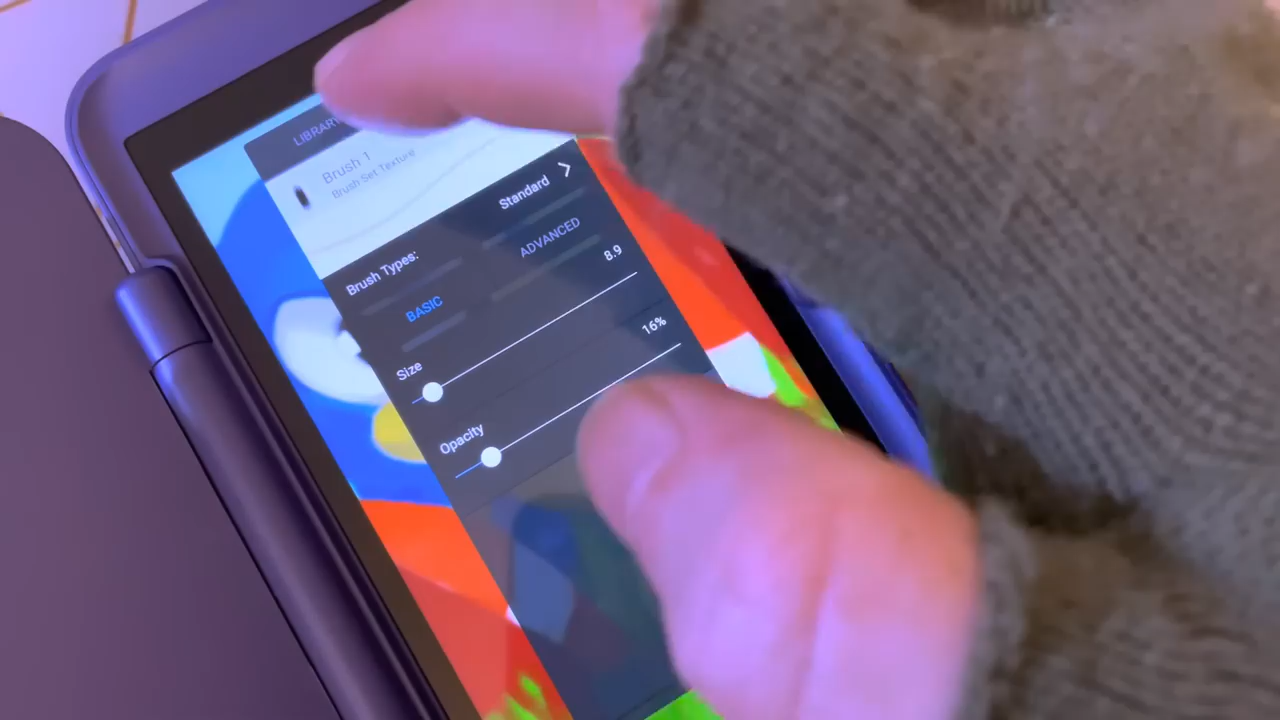 LIBRARY
Brush 1
Brush Set Texture
Brush Types:
Standard
BASIC
ADVANCED
Size
8.9
Opacity
16%